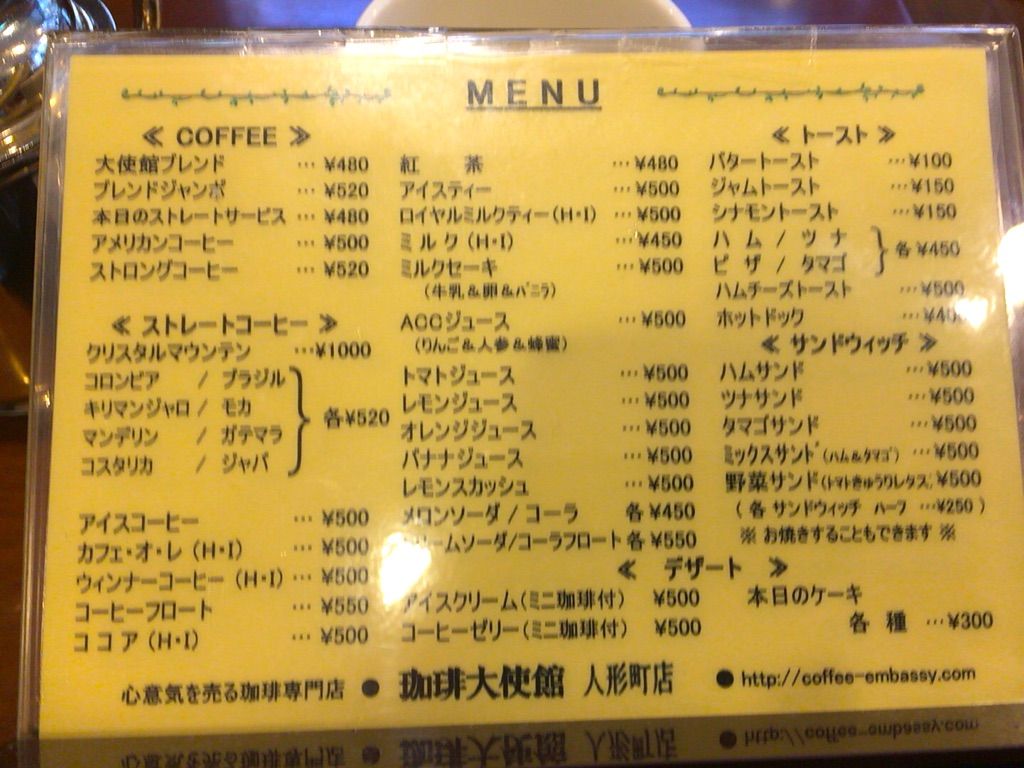 MENU
≪ COFFEE ≫
大使館ブレンド … ¥480
ブレンドジャンボ … ¥520
本日のストレートサービス … ¥480
アメリカンコーヒー … ¥500
ストロングコーヒー … ¥520
≪ ストレートコーヒー ≫
クリスタルマウンテン …¥1000
コロンビア / ブラジル
キリマンジャロ / モカ
マンデリン / ガテマラ
コスタリカ / ジャバ
各¥520
アイスコーヒー … ¥500
カフェ・オ・レ (H・I) … ¥500
ウィンナーコーヒー (H・I) … ¥500
コーヒーフロート … ¥550
ココア (H・I) … ¥500
紅 茶 … ¥480
アイスティー … ¥500
ロイヤルミルクティー(H・I) … ¥500
ミルク(H・I) … ¥450
ミルクセーキ … ¥500
(牛乳&卵&バニラ)
ACCジュース … ¥500
(りんご&人参&蜂蜜)
トマトジュース … ¥500
レモンジュース … ¥500
オレンジジュース … ¥500
バナナジュース … ¥500
レモンスカッシュ … ¥500
メロンソーダ / コーラ 各 ¥450
リームソーダ/コーラフロート 各 ¥550
アイスクリーム(ミニ珈琲付) ¥500
コーヒーゼリー(ミニ珈琲付) ¥500
≪ トースト ≫
バタートースト …¥100
ジャムトースト …¥150
シナモントースト …¥150
ハム / ツナ
ピザ / タマゴ
各 ¥450
ハムチーズトースト …¥500
ホットドック
≪ サンドウィッチ ≫
ハムサンド …¥500
ツナサンド …¥500
タマゴサンド …¥500
ミックスサンド(ハム&タマゴ) …¥500
野菜サンド(トマトきゅうりレタス)¥500
( 各 サンドウィッチ ハーフ …¥250 )
※ お焼きすることもできます ※
≪ デザート ≫
本日のケーキ
各 種 …¥300
心意気を売る珈琲専門店 ● 珈琲大使館 人形町店 ● http://coffee-embassy.com